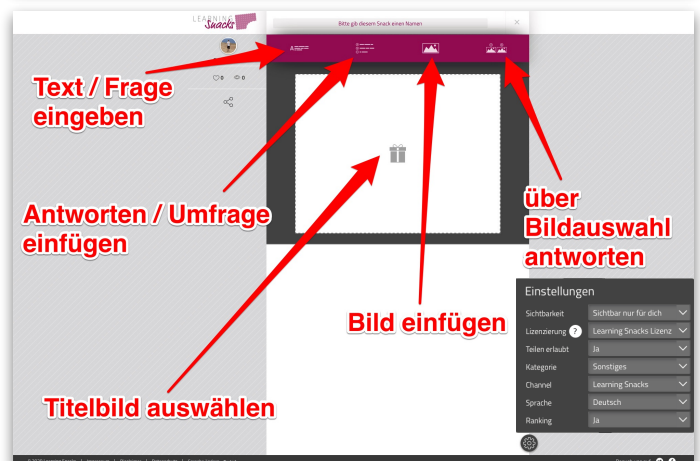 LEARNING
Snacks
Bitte gib diesem Snack einen Namen
×
0
0
Text / Frage
eingeben
Antworten / Umfrage
einfügen
über
Bildauswahl
antworten
Bild einfügen
Titelbild auswählen
Einstellungen
Sichtbarkeit Sichtbar nur für dich
Lizenzierung ? Learning Snacks Lizenz
Teilen erlaubt Ja
Kategorie Sonstiges
Channel Learning Snacks
Sprache Deutsch
Ranking Ja